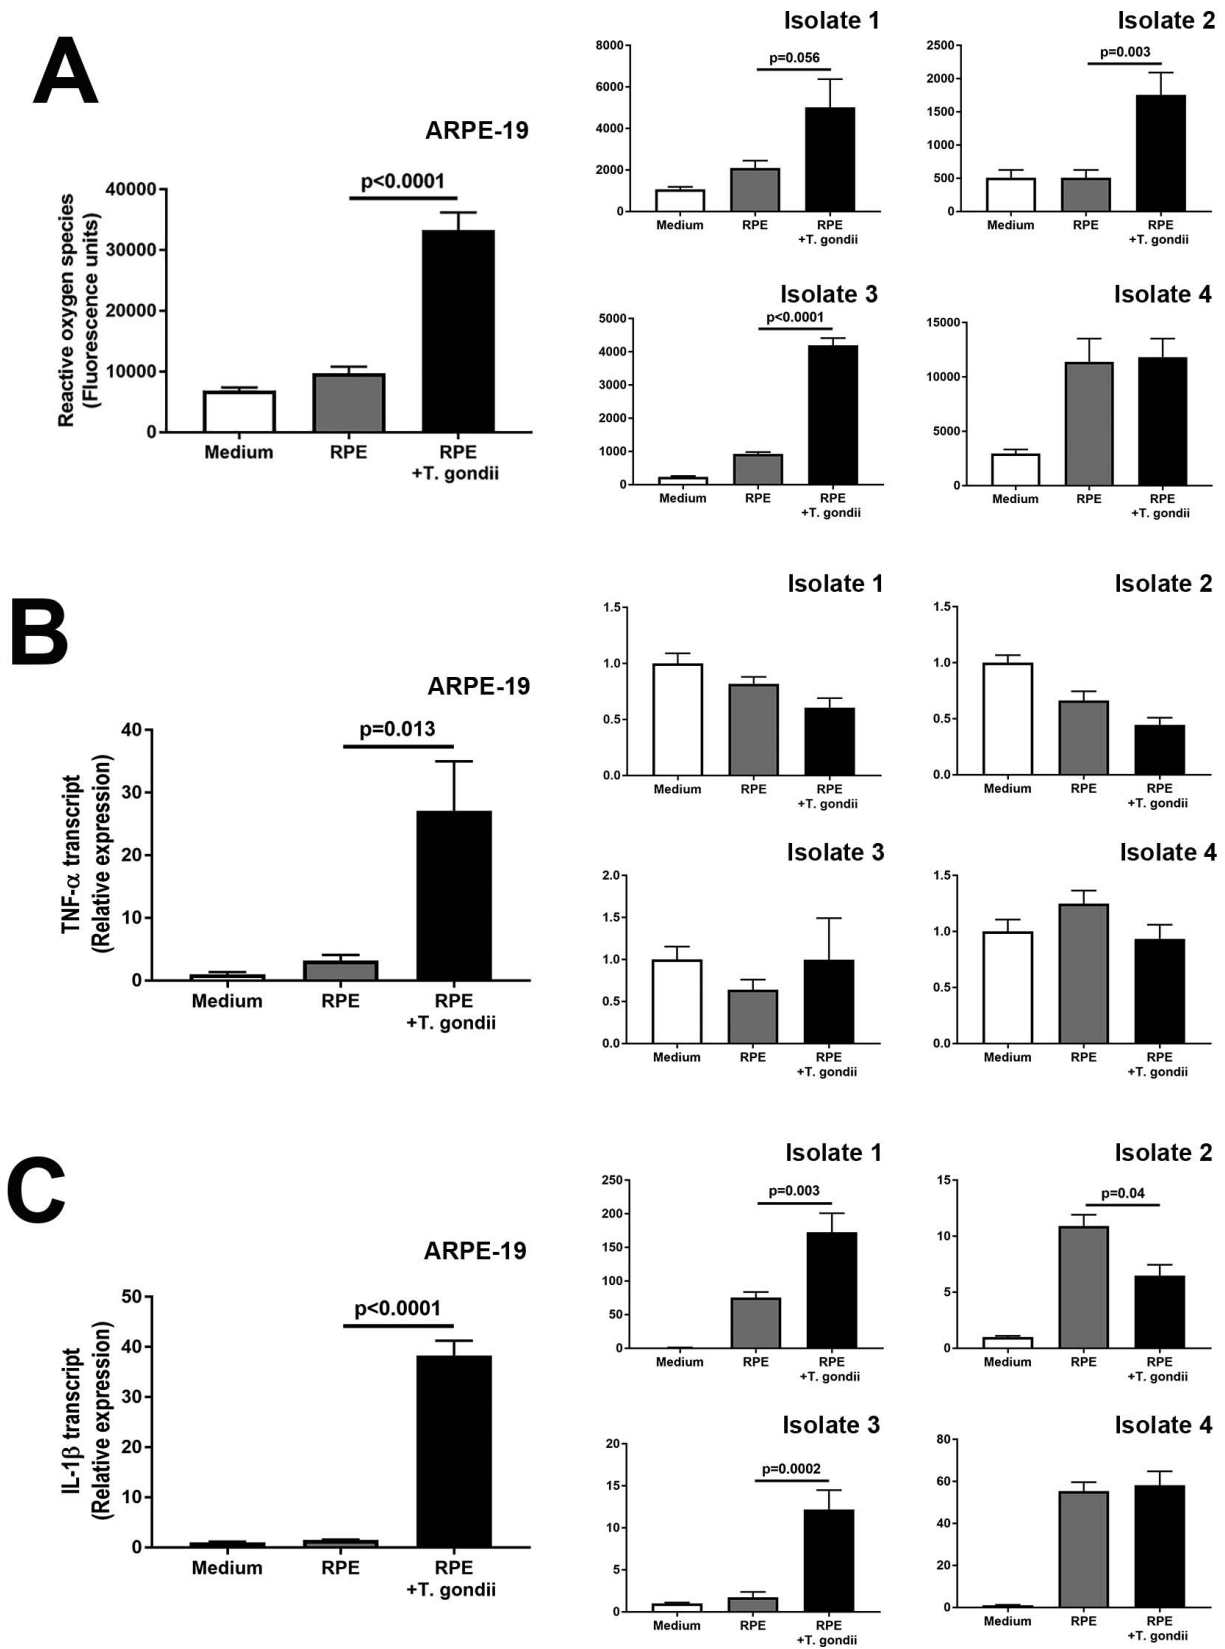 A
ARPE-19
Reactive oxygen species
(Fluorescence units)
40000
30000
20000
10000
0
p<0.0001
Medium
RPE
RPE
+T. gondii
Isolate 1
8000
6000
4000
2000
0
p=0.056
Medium
RPE
RPE
+T. gondii
Isolate 2
2500
2000
1500
1000
500
0
p=0.003
Medium
RPE
RPE
+T. gondii
Isolate 3
5000
4000
3000
2000
1000
0
p<0.0001
Medium
RPE
RPE
+T. gondii
Isolate 4
15000
10000
5000
0
Medium
RPE
RPE
+T. gondii
B
ARPE-19
TNF-α transcript
(Relative expression)
40
30
20
10
0
p=0.013
Medium
RPE
RPE
+T. gondii
Isolate 1
1.5
1.0
0.5
0.0
Medium
RPE
RPE
+T. gondii
Isolate 2
1.5
1.0
0.5
0.0
Medium
RPE
RPE
+T. gondii
Isolate 3
2.0
1.5
1.0
0.5
0.0
Medium
RPE
RPE
+T. gondii
Isolate 4
1.5
1.0
0.5
0.0
Medium
RPE
RPE
+T. gondii
C
ARPE-19
IL-1β transcript
(Relative expression)
50
40
30
20
10
0
p<0.0001
Medium
RPE
RPE
+T. gondii
Isolate 1
250
200
150
100
50
0
p=0.003
Medium
RPE
RPE
+T. gondii
Isolate 2
15
10
5
0
p=0.04
Medium
RPE
RPE
+T. gondii
Isolate 3
20
15
10
5
0
p=0.0002
Medium
RPE
RPE
+T. gondii
Isolate 4
80
60
40
20
0
Medium
RPE
RPE
+T. gondii